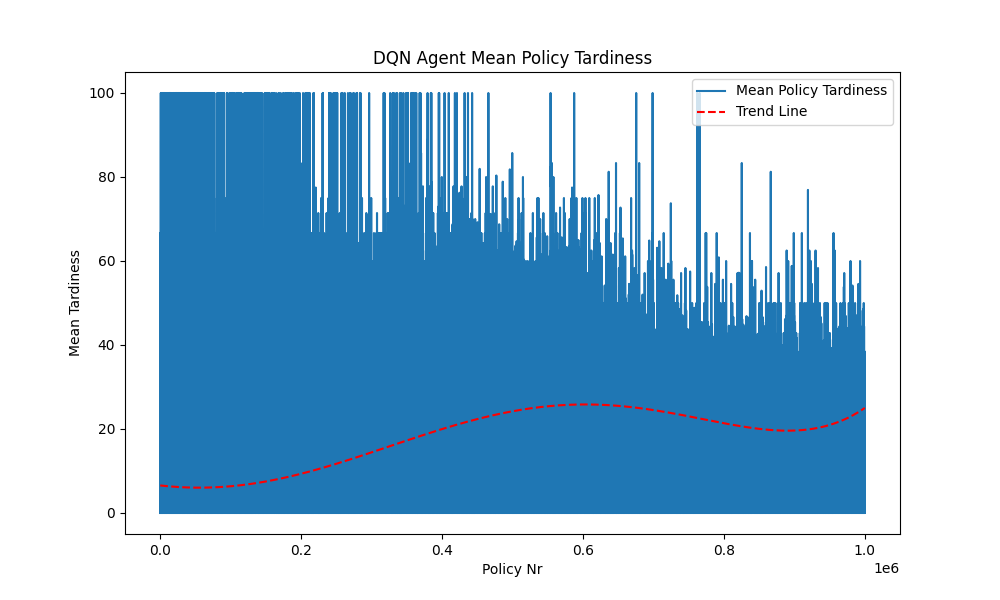 DQN Agent Mean Policy Tardiness
Mean Policy Tardiness
Trend Line
Mean Tardiness
100
80
60
40
20
0
0.0
0.2
0.4
0.6
0.8
1.0
1e6
Policy Nr